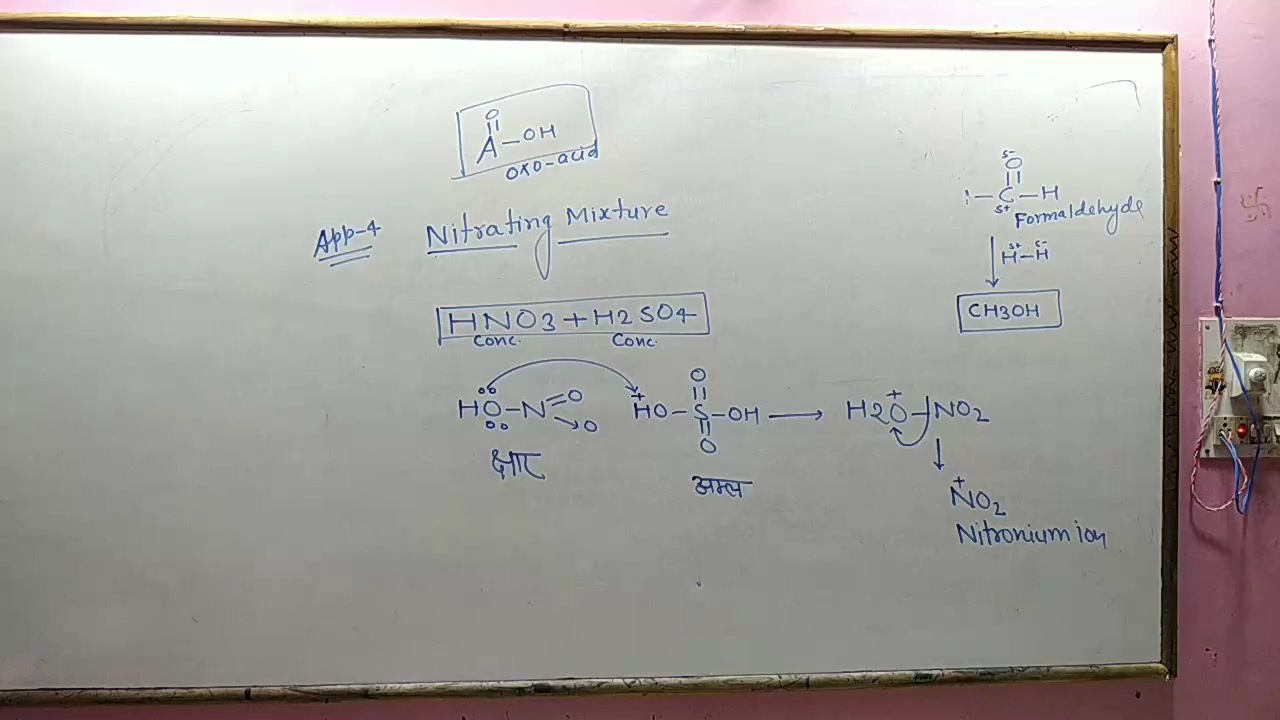 O
||
A-OH
OXO-acid
App-4 Nitrating Mixture
HNO3+H2SO4
Conc. Conc.
HO-N=O→O
क्षार
O
||
+
HO-S-OH → H2O+-NO2
||
O
अम्ल
↓
+
NO2
Nitronium ion
δ-
O
||
-C-H
δ+
Formaldehyde
↓ δ+ δ-
H-H
CH3OH